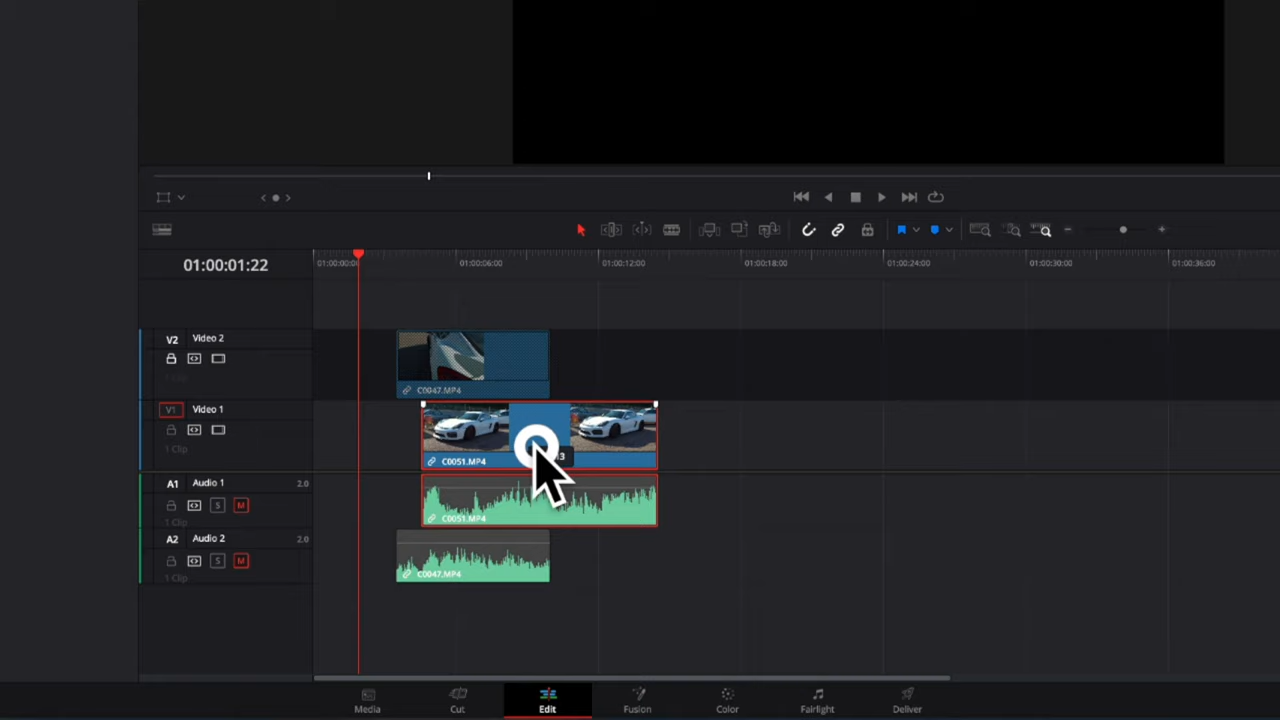 01:00:01:22
01:00:00:0
01:00:06:00
01:00:12:00
01:00:18:00
01:00:24:00
01:00:30:00
01:00:36:00
V2 Video 2
1 Clip
C0047.MP4
V1 Video 1
1 Clip
C0051.MP4
A1 Audio 1 2.0
S M
1 Clip
C0051.MP4
A2 Audio 2 2.0
S M
1 Clip
C0047.MP4
Media Cut Edit Fusion Color Fairlight Deliver